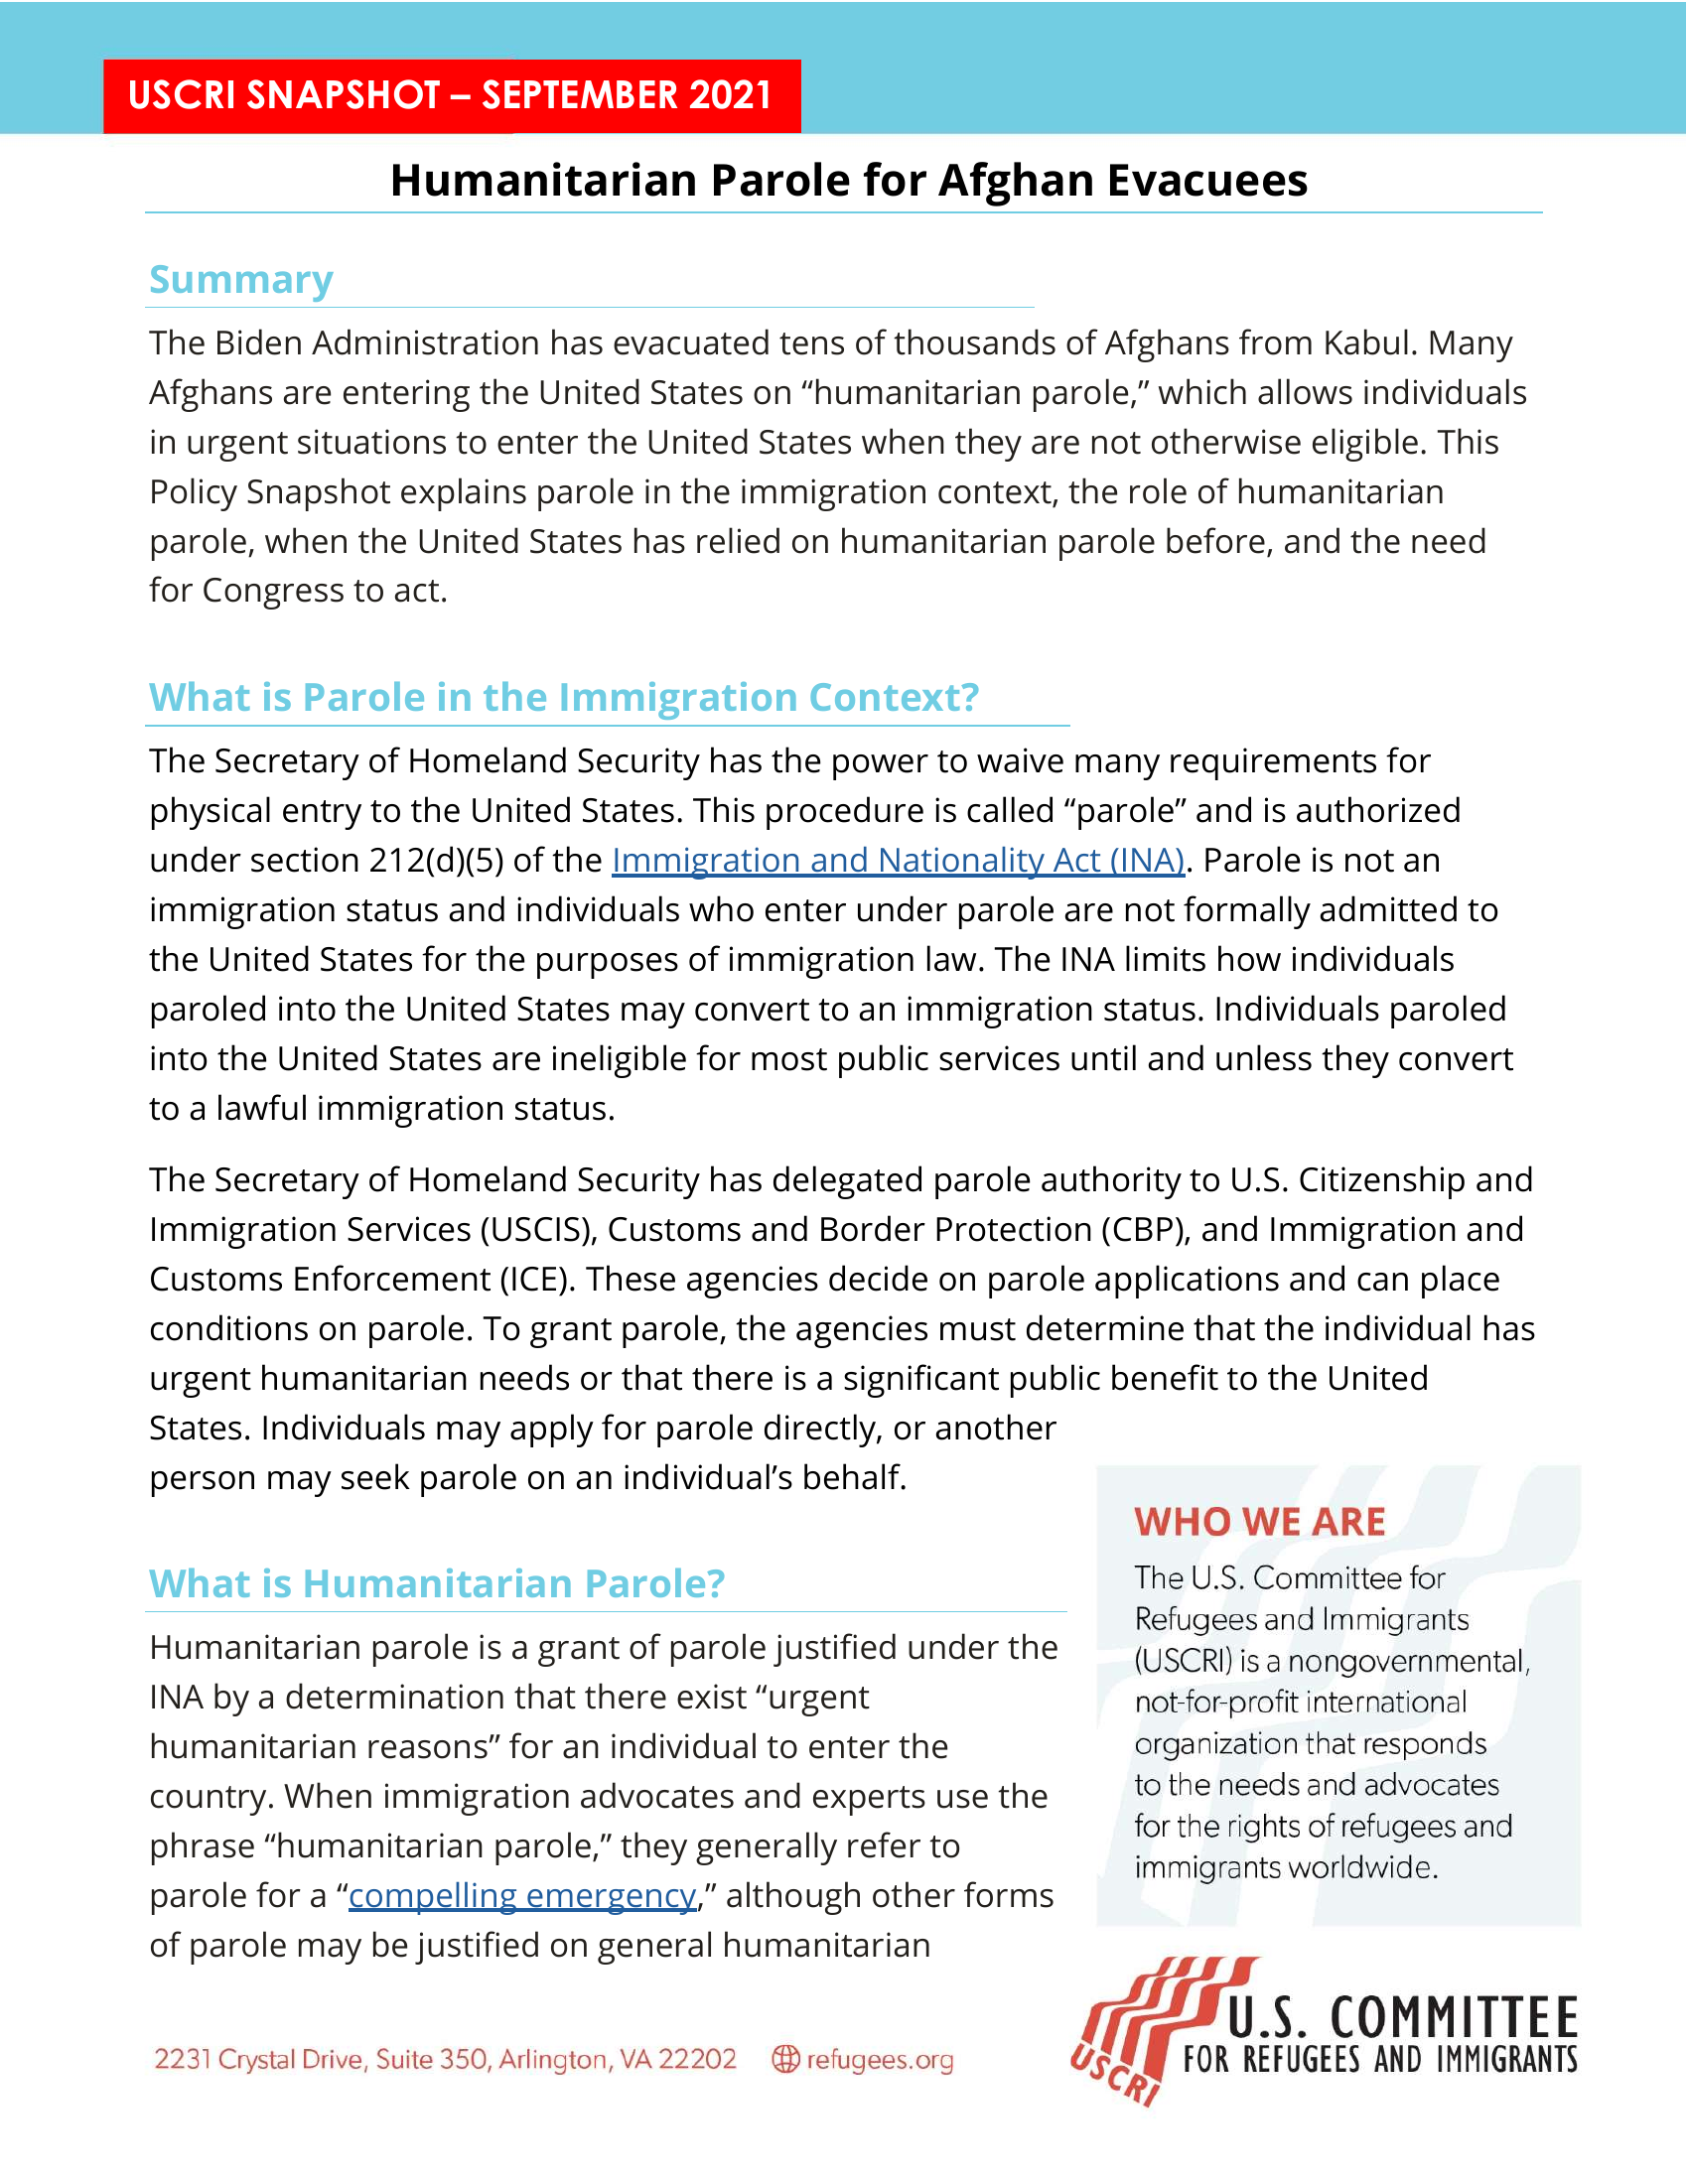 USCRI SNAPSHOT – SEPTEMBER 2021
Humanitarian Parole for Afghan Evacuees
Summary
The Biden Administration has evacuated tens of thousands of Afghans from Kabul. Many
Afghans are entering the United States on “humanitarian parole,” which allows individuals
in urgent situations to enter the United States when they are not otherwise eligible. This
Policy Snapshot explains parole in the immigration context, the role of humanitarian
parole, when the United States has relied on humanitarian parole before, and the need
for Congress to act.
What is Parole in the Immigration Context?
The Secretary of Homeland Security has the power to waive many requirements for
physical entry to the United States. This procedure is called “parole” and is authorized
under section 212(d)(5) of the Immigration and Nationality Act (INA). Parole is not an
immigration status and individuals who enter under parole are not formally admitted to
the United States for the purposes of immigration law. The INA limits how individuals
paroled into the United States may convert to an immigration status. Individuals paroled
into the United States are ineligible for most public services until and unless they convert
to a lawful immigration status.
The Secretary of Homeland Security has delegated parole authority to U.S. Citizenship and
Immigration Services (USCIS), Customs and Border Protection (CBP), and Immigration and
Customs Enforcement (ICE). These agencies decide on parole applications and can place
conditions on parole. To grant parole, the agencies must determine that the individual has
urgent humanitarian needs or that there is a significant public benefit to the United
States. Individuals may apply for parole directly, or another
person may seek parole on an individual’s behalf.
What is Humanitarian Parole?
Humanitarian parole is a grant of parole justified under the
INA by a determination that there exist “urgent
humanitarian reasons” for an individual to enter the
country. When immigration advocates and experts use the
phrase “humanitarian parole,” they generally refer to
parole for a “compelling emergency,” although other forms
of parole may be justified on general humanitarian
WHO WE ARE
The U.S. Committee for
Refugees and Immigrants
(USCRI) is a nongovernmental,
not-for-profit international
organization that responds
to the needs and advocates
for the rights of refugees and
immigrants worldwide.
2231 Crystal Drive, Suite 350, Arlington, VA 22202 refugees.org
USCRI
U.S. COMMITTEE
FOR REFUGEES AND IMMIGRANTS